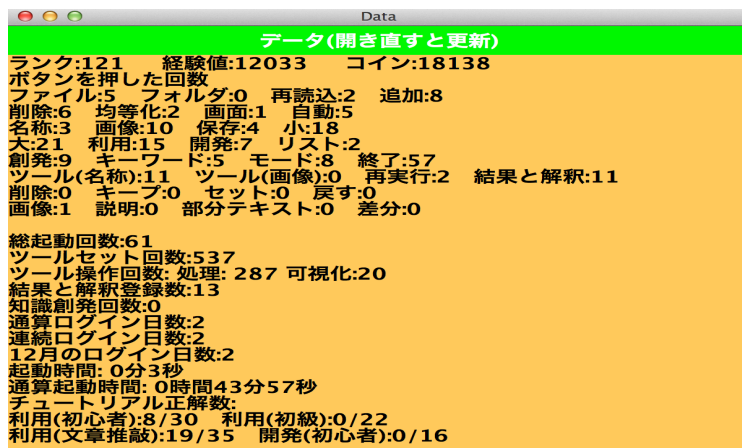 Data
データ(開き直すと更新)
ランク:121 経験値:12033 コイン:18138
ボタンを押した回数
ファイル:5 フォルダ:0 再読込:2 追加:8
削除:6 均等化:2 画面:1 自動:5
名称:3 画像:10 保存:4 小:18
大:21 利用:15 開発:7 リスト:2
創発:9 キーワード:5 モード:8 終了:57
ツール(名称):11 ツール(画像):0 再実行:2 結果と解釈:11
削除:0 キープ:0 セット:0 戻す:0
画像:1 説明:0 部分テキスト:0 差分:0
総起動回数:61
ツールセット回数:537
ツール操作回数: 処理: 287 可視化:20
結果と解釈登録数:13
知識創発回数:0
通算ログイン日数:2
連続ログイン日数:2
12月のログイン日数:2
起動時間: 0分3秒
通算起動時間: 0時間43分57秒
チュートリアル正解数:
利用(初心者):8/30 利用(初級):0/22
利用(文章推敲):19/35 開発(初心者):0/16